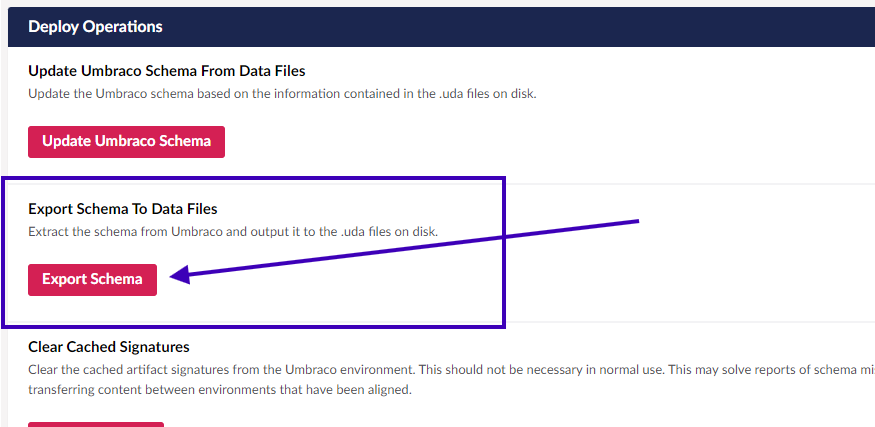 Deploy Operations
Update Umbraco Schema From Data Files
Update the Umbraco schema based on the information contained in the .uda files on disk.
Update Umbraco Schema
Export Schema To Data Files
Extract the schema from Umbraco and output it to the .uda files on disk.
Export Schema
Clear Cached Signatures
Clear the cached artifact signatures from the Umbraco environment. This should not be necessary in normal use. This may solve reports of schema
transferring content between environments that have been aligned.